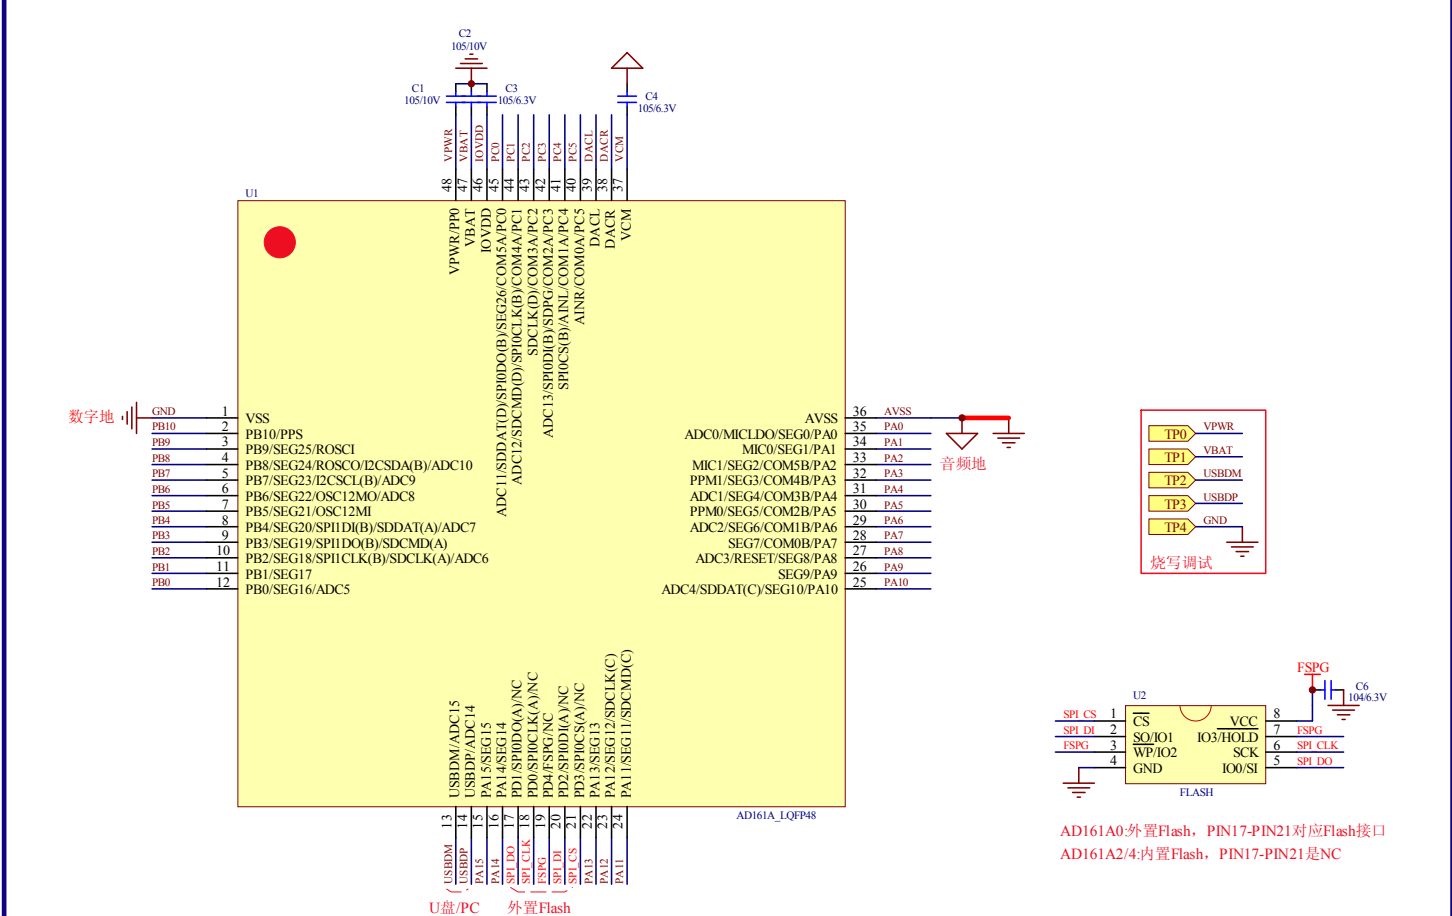 C2
105/10V
C1
105/10V
C3
105/6.3V
C4
105/6.3V
VPWR
VBAT
IOVDD
PC0
PC1
PC2
PC3
PC4
PC5
DACL
DACR
VCM
48
47
46
45
44
43
42
41
40
39
38
37
U1
VPWR/PP0
VBAT
IOVDD
ADC11/SDDAT(D)/SPI0DO(B)/SEG26/COM5A/PC0
ADC12/SDCMD(D)/SPI0CLK(B)/COM4A/PC1
SDCLK(D)/COM3A/PC2
ADC13/SPI0DI(B)/SDPG/COM2A/PC3
SPI0CS(B)/AINL/COM1A/PC4
AINR/COM0A/PC5
DACL
DACR
VCM
数字地
GND 1 VSS
PB10 2 PB10/PPS
PB9 3 PB9/SEG25/ROSCI
PB8 4 PB8/SEG24/ROSCO/I2CSDA(B)/ADC10
PB7 5 PB7/SEG23/I2CSCL(B)/ADC9
PB6 6 PB6/SEG22/OSC12MO/ADC8
PB5 7 PB5/SEG21/OSC12MI
PB4 8 PB4/SEG20/SPI1DI(B)/SDDAT(A)/ADC7
PB3 9 PB3/SEG19/SPI1DO(B)/SDCMD(A)
PB2 10 PB2/SEG18/SPI1CLK(B)/SDCLK(A)/ADC6
PB1 11 PB1/SEG17
PB0 12 PB0/SEG16/ADC5
AVSS 36 AVSS
ADC0/MICLDO/SEG0/PA0 35 PA0
MIC0/SEG1/PA1 34 PA1
MIC1/SEG2/COM5B/PA2 33 PA2
PPM1/SEG3/COM4B/PA3 32 PA3
ADC1/SEG4/COM3B/PA4 31 PA4
PPM0/SEG5/COM2B/PA5 30 PA5
ADC2/SEG6/COM1B/PA6 29 PA6
SEG7/COM0B/PA7 28 PA7
ADC3/RESET/SEG8/PA8 27 PA8
SEG9/PA9 26 PA9
ADC4/SDDAT(C)/SEG10/PA10 25 PA10
音频地
TP0 VPWR
TP1 VBAT
TP2 USBDM
TP3 USBDP
TP4 GND
烧写调试
USBDM/ADC15
USBDP/ADC14
PA15/SEG15
PA14/SEG14
PD1/SPI0DO(A)/NC
PD0/SPI0CLK(A)/NC
PD4/FSPG/NC
PD2/SPI0DI(A)/NC
PD3/SPI0CS(A)/NC
PA13/SEG13
PA12/SEG12/SDCLK(C)
PA11/SEG11/SDCMD(C)
AD161A_LQFP48
13
14
15
16
17
18
19
20
21
22
23
24
USBDM
USBDP
PA15
PA14
SPI_DO
SPI_CLK
FSPG
SPI_DI
SPI_CS
PA13
PA12
PA11
U盘/PC
外置Flash
FSPG
C6
104/6.3V
U2
SPI_CS 1 CS VCC 8
SPI_DI 2 SO/IO1 IO3/HOLD 7 FSPG
FSPG 3 WP/IO2 SCK 6 SPI_CLK
4 GND IO0/SI 5 SPI_DO
FLASH
AD161A0:外置Flash，PIN17-PIN21对应Flash接口
AD161A2/4:内置Flash，PIN17-PIN21是NC